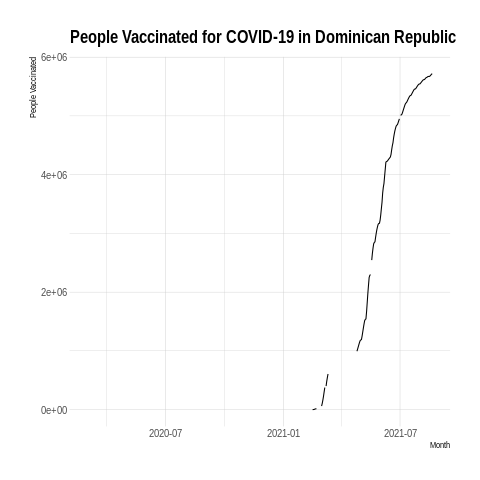 People Vaccinated for COVID-19 in Dominican Republic
People Vaccinated
6e+06
4e+06
2e+06
0e+00
2020-07 2021-01 2021-07
Month